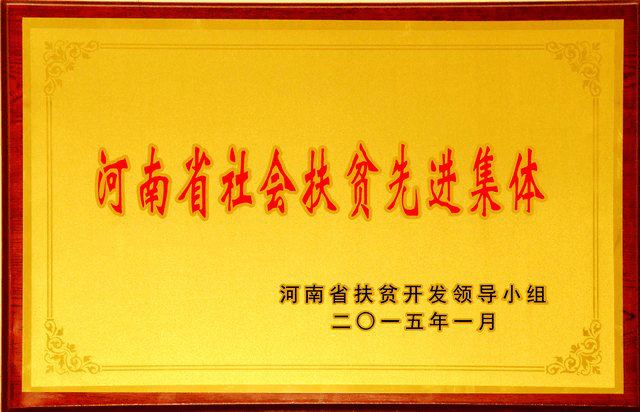 河南省社会扶贫先进集体
河南省扶贫开发领导小组
二〇一五年一月